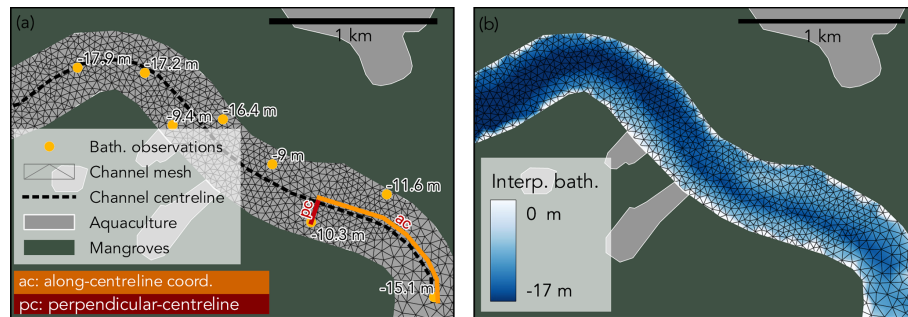 (a)
1 km
-17.9 m
-17.2 m
-16.4 m
-9.4 m
-9 m
-11.6 m
-10.3 m
-15.1 m
pc
ac
Bath. observations
Channel mesh
Channel centreline
Aquaculture
Mangroves
ac: along-centreline coord.
pc: perpendicular-centreline
(b)
1 km
Interp. bath.
0 m
-17 m